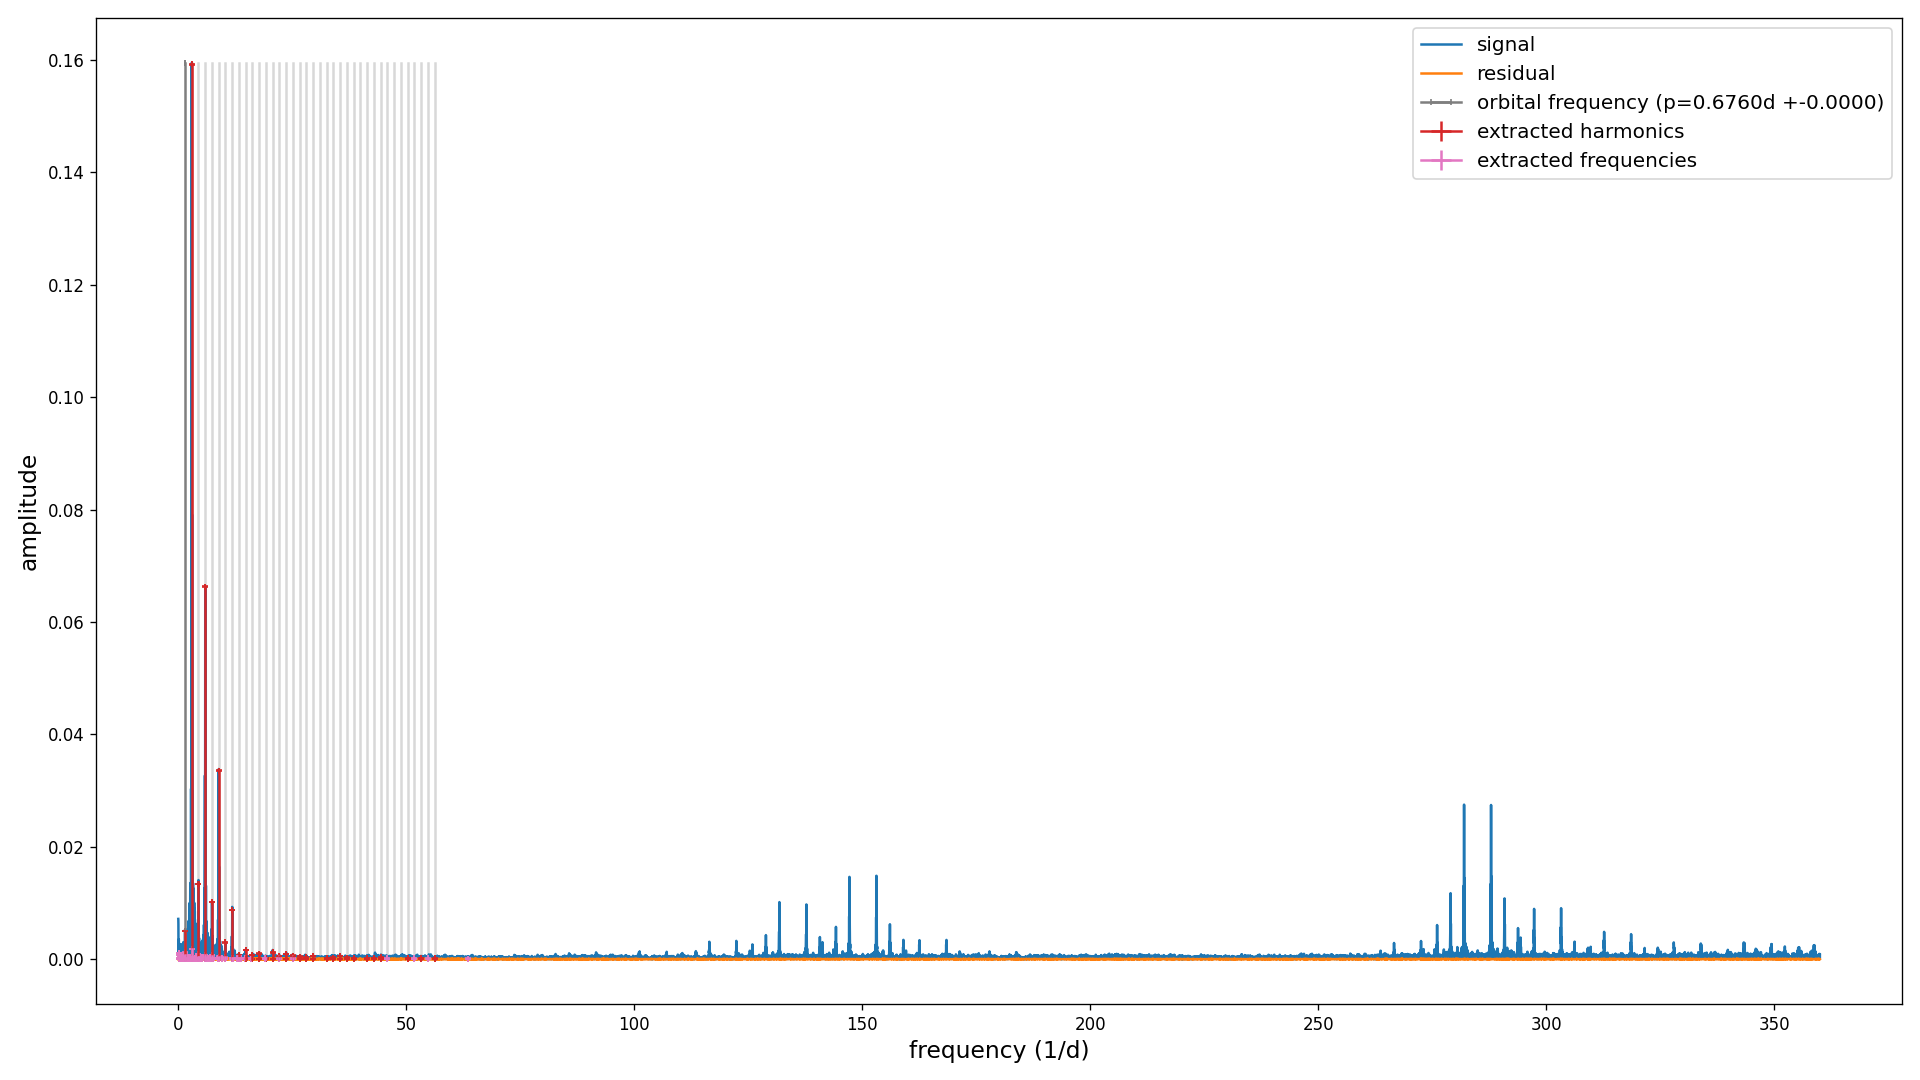 signal
residual
orbital frequency (p=0.6760d +-0.0000)
extracted harmonics
extracted frequencies
0.16
0.14
0.12
0.10
0.08
0.06
0.04
0.02
0.00
amplitude
0 50 100 150 200 250 300 350
frequency (1/d)